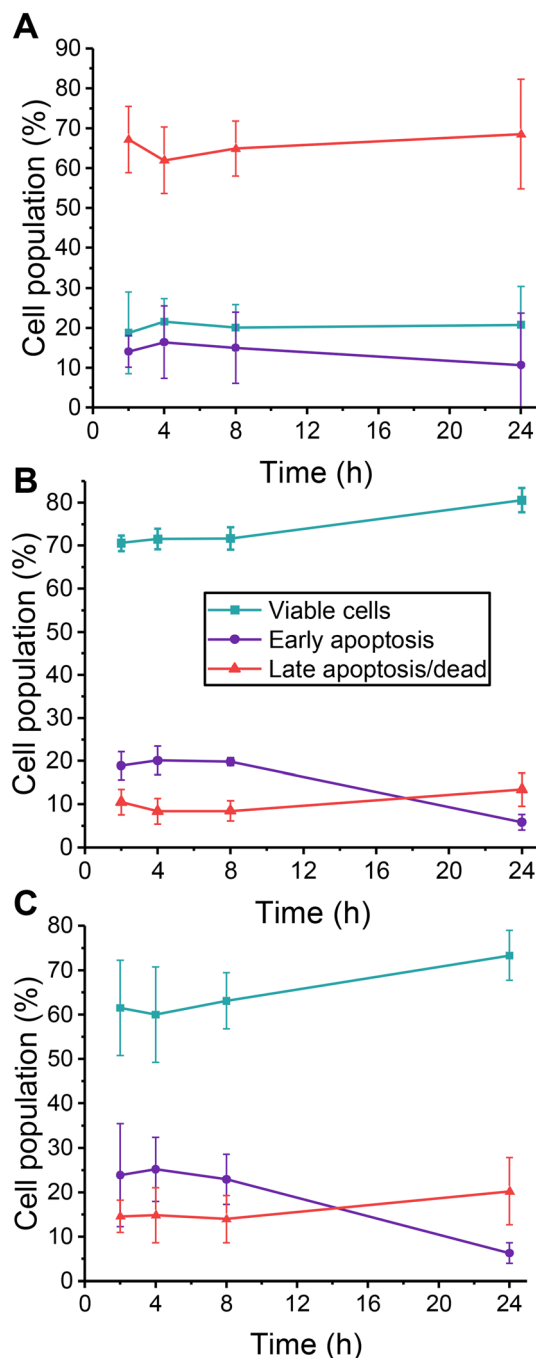 A
90
80
70
60
50
40
30
20
10
0
Cell population (%)
0 4 8 12 16 20 24
Time (h)
B
80
70
60
50
40
30
20
10
0
Cell population (%)
Viable cells
Early apoptosis
Late apoptosis/dead
0 4 8 12 16 20 24
Time (h)
C
80
70
60
50
40
30
20
10
0
Cell population (%)
0 4 8 12 16 20 24
Time (h)